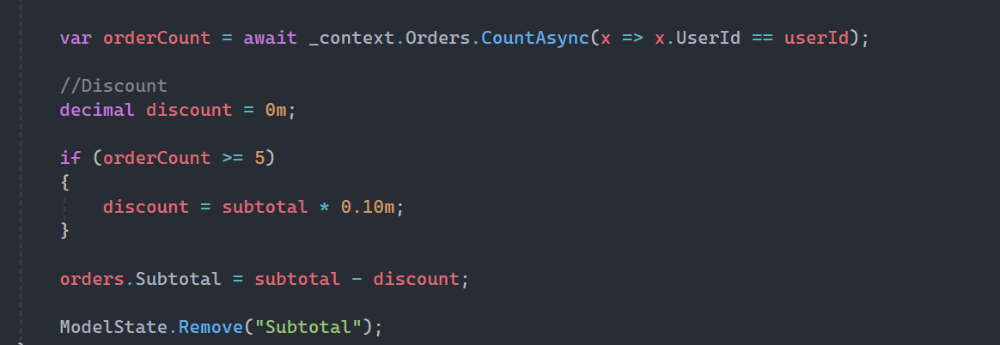 var orderCount = await _context.Orders.CountAsync(x => x.UserId == userId);
//Discount
decimal discount = 0m;
if (orderCount >= 5)
{
discount = subtotal * 0.10m;
}
orders.Subtotal = subtotal - discount;
ModelState.Remove("Subtotal");